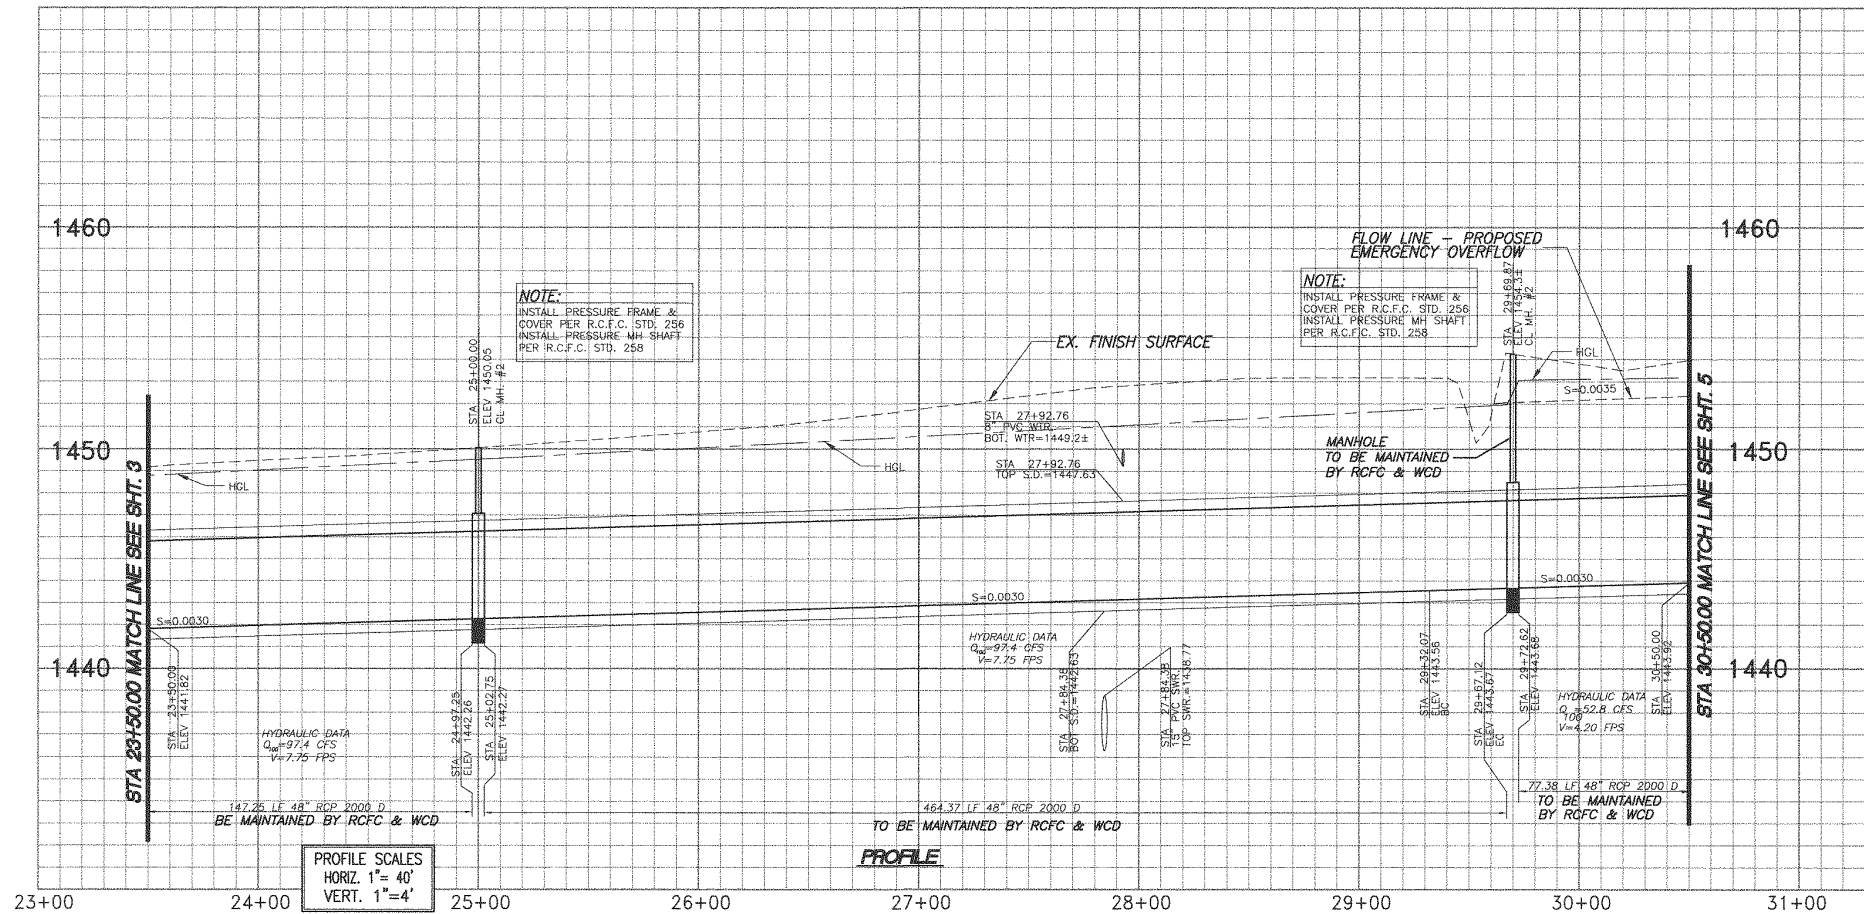 1460
1460
FLOW LINE - PROPOSED
EMERGENCY OVERFLOW
NOTE:
INSTALL PRESSURE FRAME &
COVER PER R.C.F.C. STD. 256
INSTALL PRESSURE MH SHAFT
PER R.C.F.C. STD. 258
STA 25+00.00
ELEV 1450.05
CL MH. #2
EX. FINISH SURFACE
NOTE:
INSTALL PRESSURE FRAME &
COVER PER R.C.F.C. STD. 256
INSTALL PRESSURE MH SHAFT
PER R.C.F.C. STD. 258
STA 29+69.87
ELEV 1454.3±
CL MH. #2
HGL
S=0.0035
STA 27+92.76
8" PVC WTR.
BOT. WTR=1449.2±
STA 27+92.76
TOP S.D.=1447.63
MANHOLE
TO BE MAINTAINED
BY RCFC & WCD
1450
1450
HGL
HGL
STA 23+50.00 MATCH LINE SEE SHT. 3
STA 30+50.00 MATCH LINE SEE SHT. 5
S=0.0030
S=0.0030
S=0.0030
1440
1440
STA 23+50.00
ELEV 1441.82
HYDRAULIC DATA
Q100=97.4 CFS
V=7.75 FPS
STA 24+97.25
ELEV 1442.26
STA 25+02.75
ELEV 1442.27
HYDRAULIC DATA
Q100=97.4 CFS
V=7.75 FPS
STA 27+84.38
BOT S.D.=1442.63
STA 27+84.38
15" PVC SWR.
TOP SWR.=1438.77
STA 29+32.07
ELEV 1443.56
BC
STA 29+67.12
ELEV 1443.67
EC
STA 29+72.62
ELEV 1443.68
HYDRAULIC DATA
Q100=52.8 CFS
V=4.20 FPS
STA 30+50.00
ELEV 1443.92
147.25 LF 48" RCP 2000 D
BE MAINTAINED BY RCFC & WCD
464.37 LF 48" RCP 2000 D
TO BE MAINTAINED BY RCFC & WCD
77.38 LF 48" RCP 2000 D
TO BE MAINTAINED
BY RCFC & WCD
PROFILE
PROFILE SCALES
HORIZ. 1"= 40'
VERT. 1"=4'
23+00 24+00 25+00 26+00 27+00 28+00 29+00 30+00 31+00